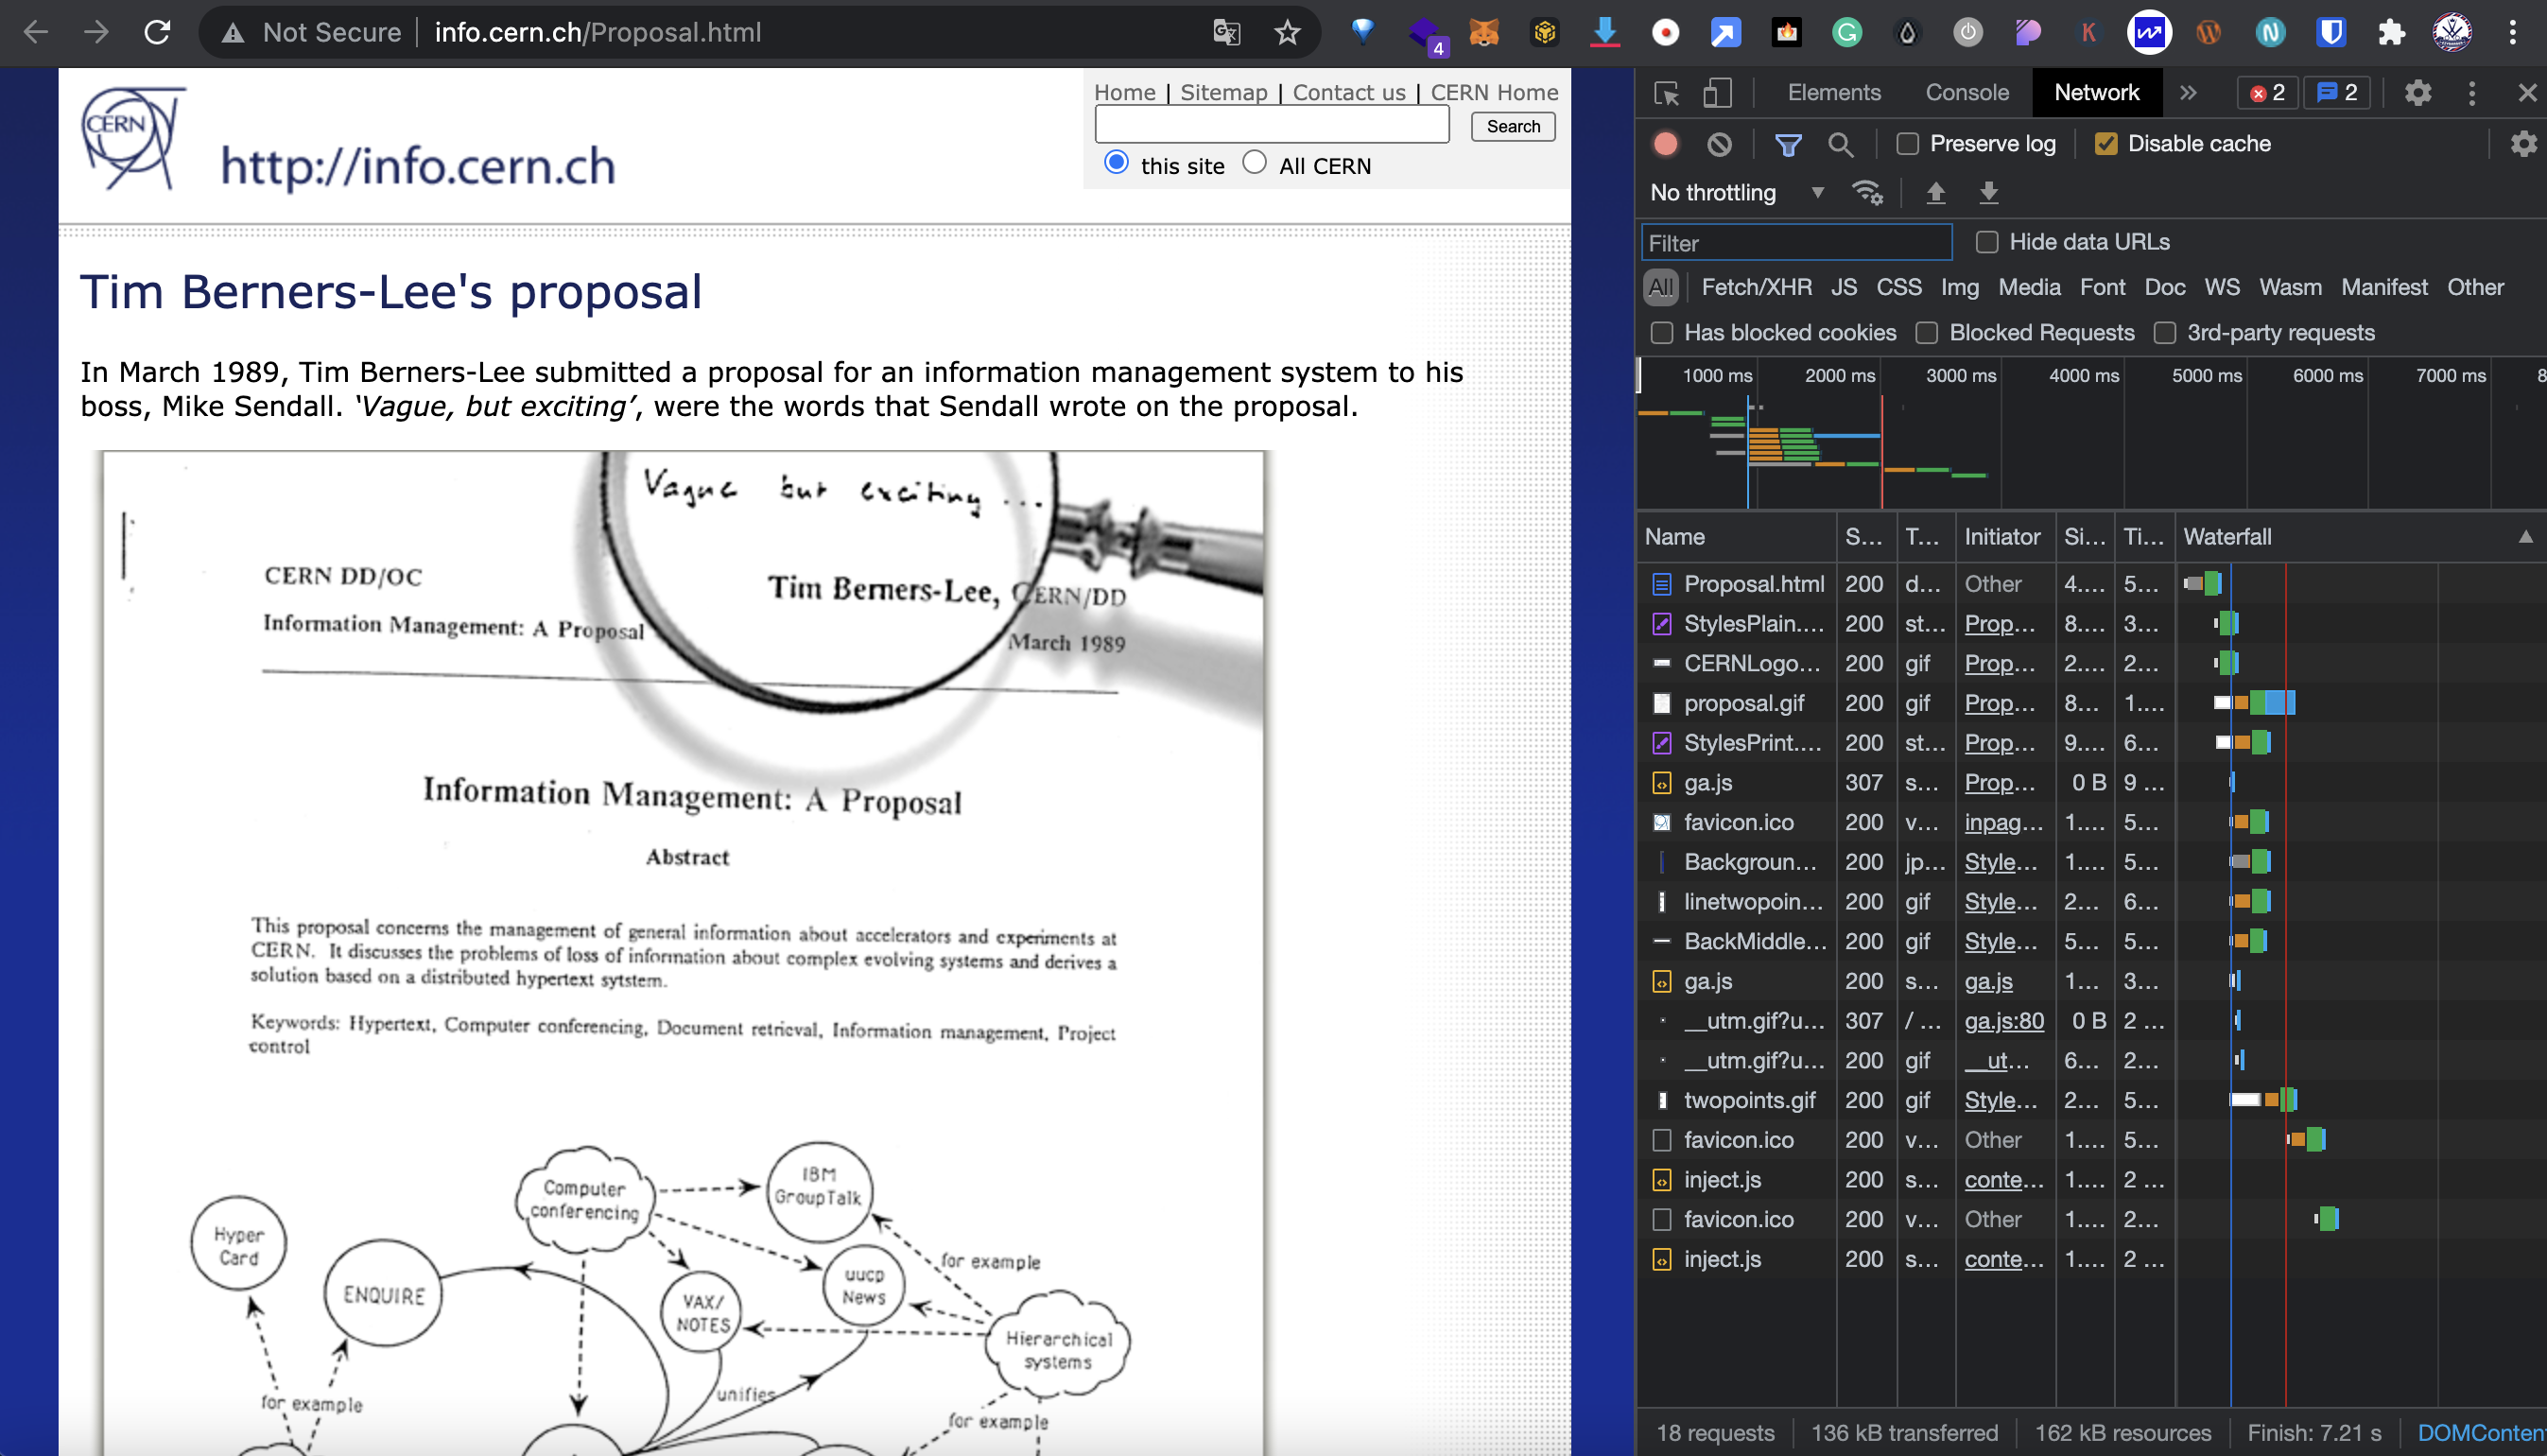 Not Secure | info.cern.ch/Proposal.html
4
CERN
http://info.cern.ch
Home | Sitemap | Contact us | CERN Home
Search
this site All CERN
Tim Berners-Lee's proposal
In March 1989, Tim Berners-Lee submitted a proposal for an information management system to his
boss, Mike Sendall. ‘Vague, but exciting’, were the words that Sendall wrote on the proposal.
Vague but exciting ...
CERN DD/OC
Tim Berners-Lee, CERN/DD
Information Management: A Proposal
March 1989
Information Management: A Proposal
Abstract
This proposal concerns the management of general information about accelerators and experiments at
CERN. It discusses the problems of loss of information about complex evolving systems and derives a
solution based on a distributed hypertext sytstem.
Keywords: Hypertext, Computer conferencing, Document retrieval, Information management, Project
control
Computer
conferencing
IBM
GroupTalk
Hyper
Card
ENQUIRE
VAX/
NOTES
uucp
News
for example
Hierarchical
systems
for example
unifies
for example
Elements Console Network » 2 2
Preserve log Disable cache
No throttling
Filter Hide data URLs
All Fetch/XHR JS CSS Img Media Font Doc WS Wasm Manifest Other
Has blocked cookies Blocked Requests 3rd-party requests
1000 ms 2000 ms 3000 ms 4000 ms 5000 ms 6000 ms 7000 ms 8
Name S... T... Initiator Si... Ti... Waterfall
Proposal.html 200 d... Other 4.... 5...
StylesPlain.... 200 st... Prop... 8.... 3...
CERNLogo... 200 gif Prop... 2.... 2...
proposal.gif 200 gif Prop... 8... 1....
StylesPrint.... 200 st... Prop... 9.... 6...
ga.js 307 s... Prop... 0 B 9 ...
favicon.ico 200 v... inpag... 1.... 5...
Backgroun... 200 jp... Style... 1.... 5...
linetwopoin... 200 gif Style... 2... 6...
BackMiddle... 200 gif Style... 5... 5...
ga.js 200 s... ga.js 1... 3...
__utm.gif?u... 307 / ... ga.js:80 0 B 2 ...
__utm.gif?u... 200 gif __ut... 6... 2...
twopoints.gif 200 gif Style... 2... 5...
favicon.ico 200 v... Other 1.... 5...
inject.js 200 s... conte... 1.... 2 ...
favicon.ico 200 v... Other 1.... 2...
inject.js 200 s... conte... 1.... 2 ...
18 requests 136 kB transferred 162 kB resources Finish: 7.21 s DOMConten